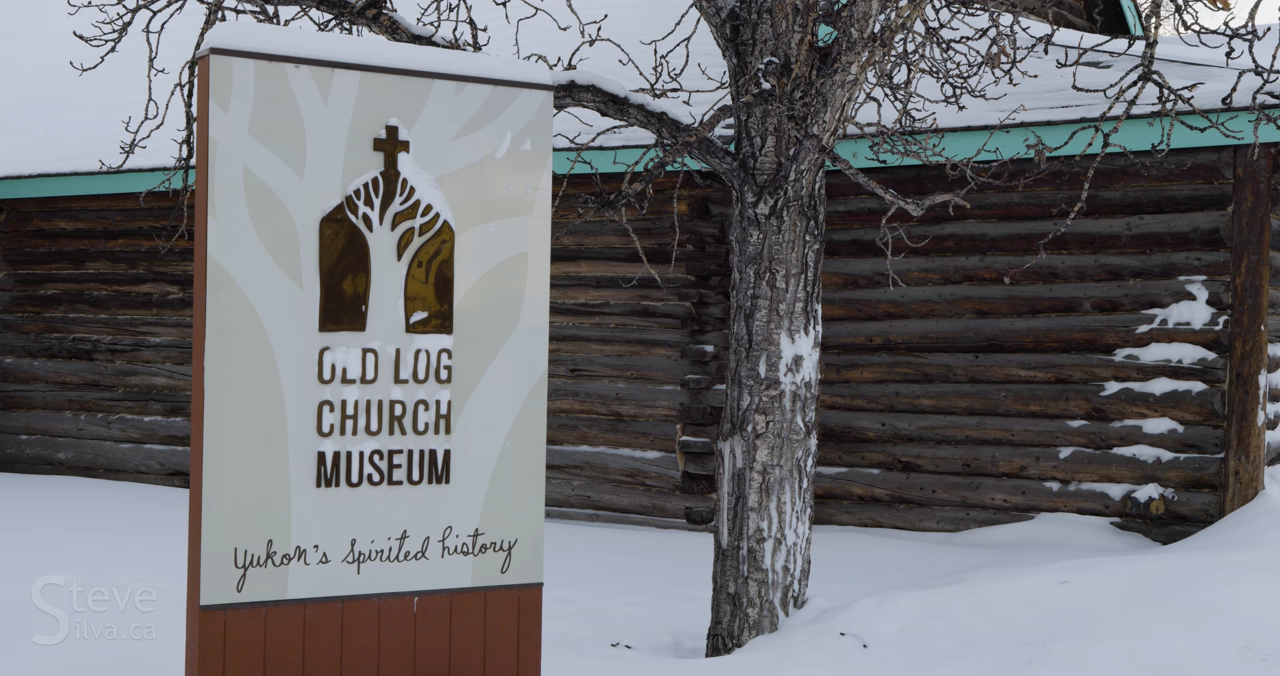 OLD LOG
CHURCH
MUSEUM
yukon's spirited history
Steve
Silva.ca